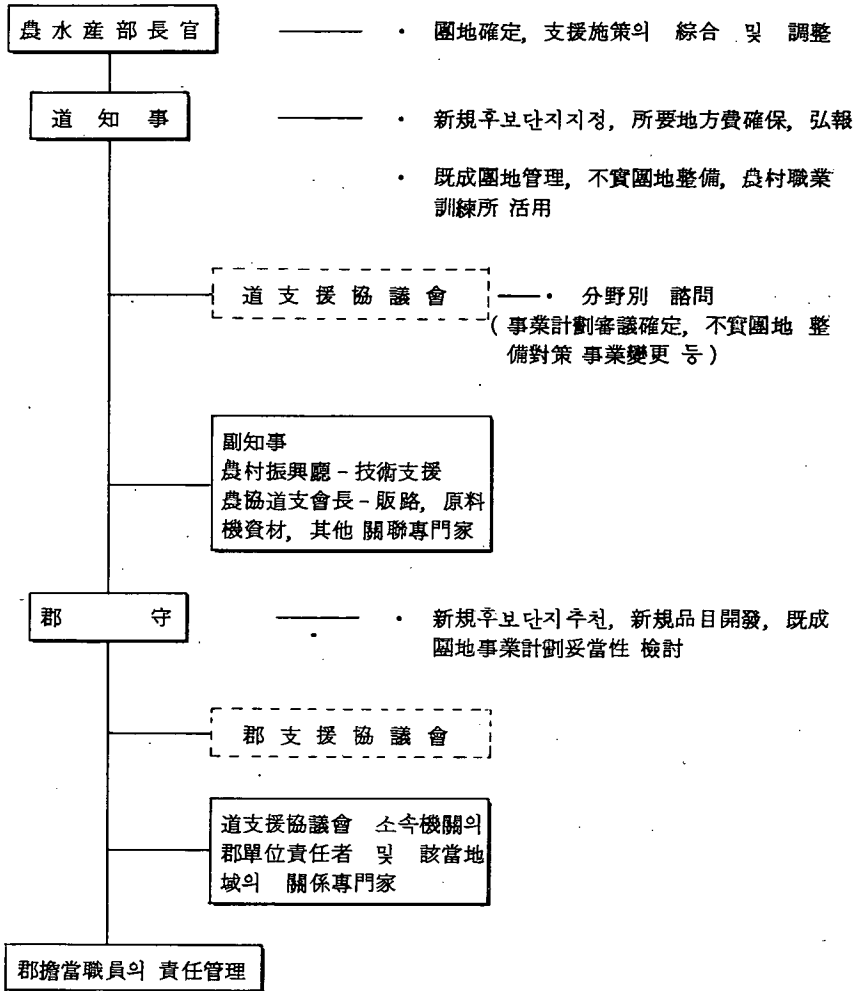 農水産部長官 —— · 團地確定, 支援施策의 綜合 및 調整
道知事 —— · 新規후보단지지정, 所要地方費確保, 弘報
· 既成團地管理, 不實團地整備, 農村職業
訓練所 活用
道支援協議會 —— · 分野別 諮問
( 事業計劃審議確定, 不實團地 整
備對策 事業變更 등 )
副知事
農村振興廳 - 技術支援
農協道支會長 - 販路, 原料
機資材, 其他 關聯專門家
郡守 —— · 新規후보단지추천, 新規品目開發, 既成
團地事業計劃妥當性 檢討
郡支援協議會
道支援協議會 소속機關의
郡單位責任者 및 該當地
域의 關係專門家
郡擔當職員의 責任管理